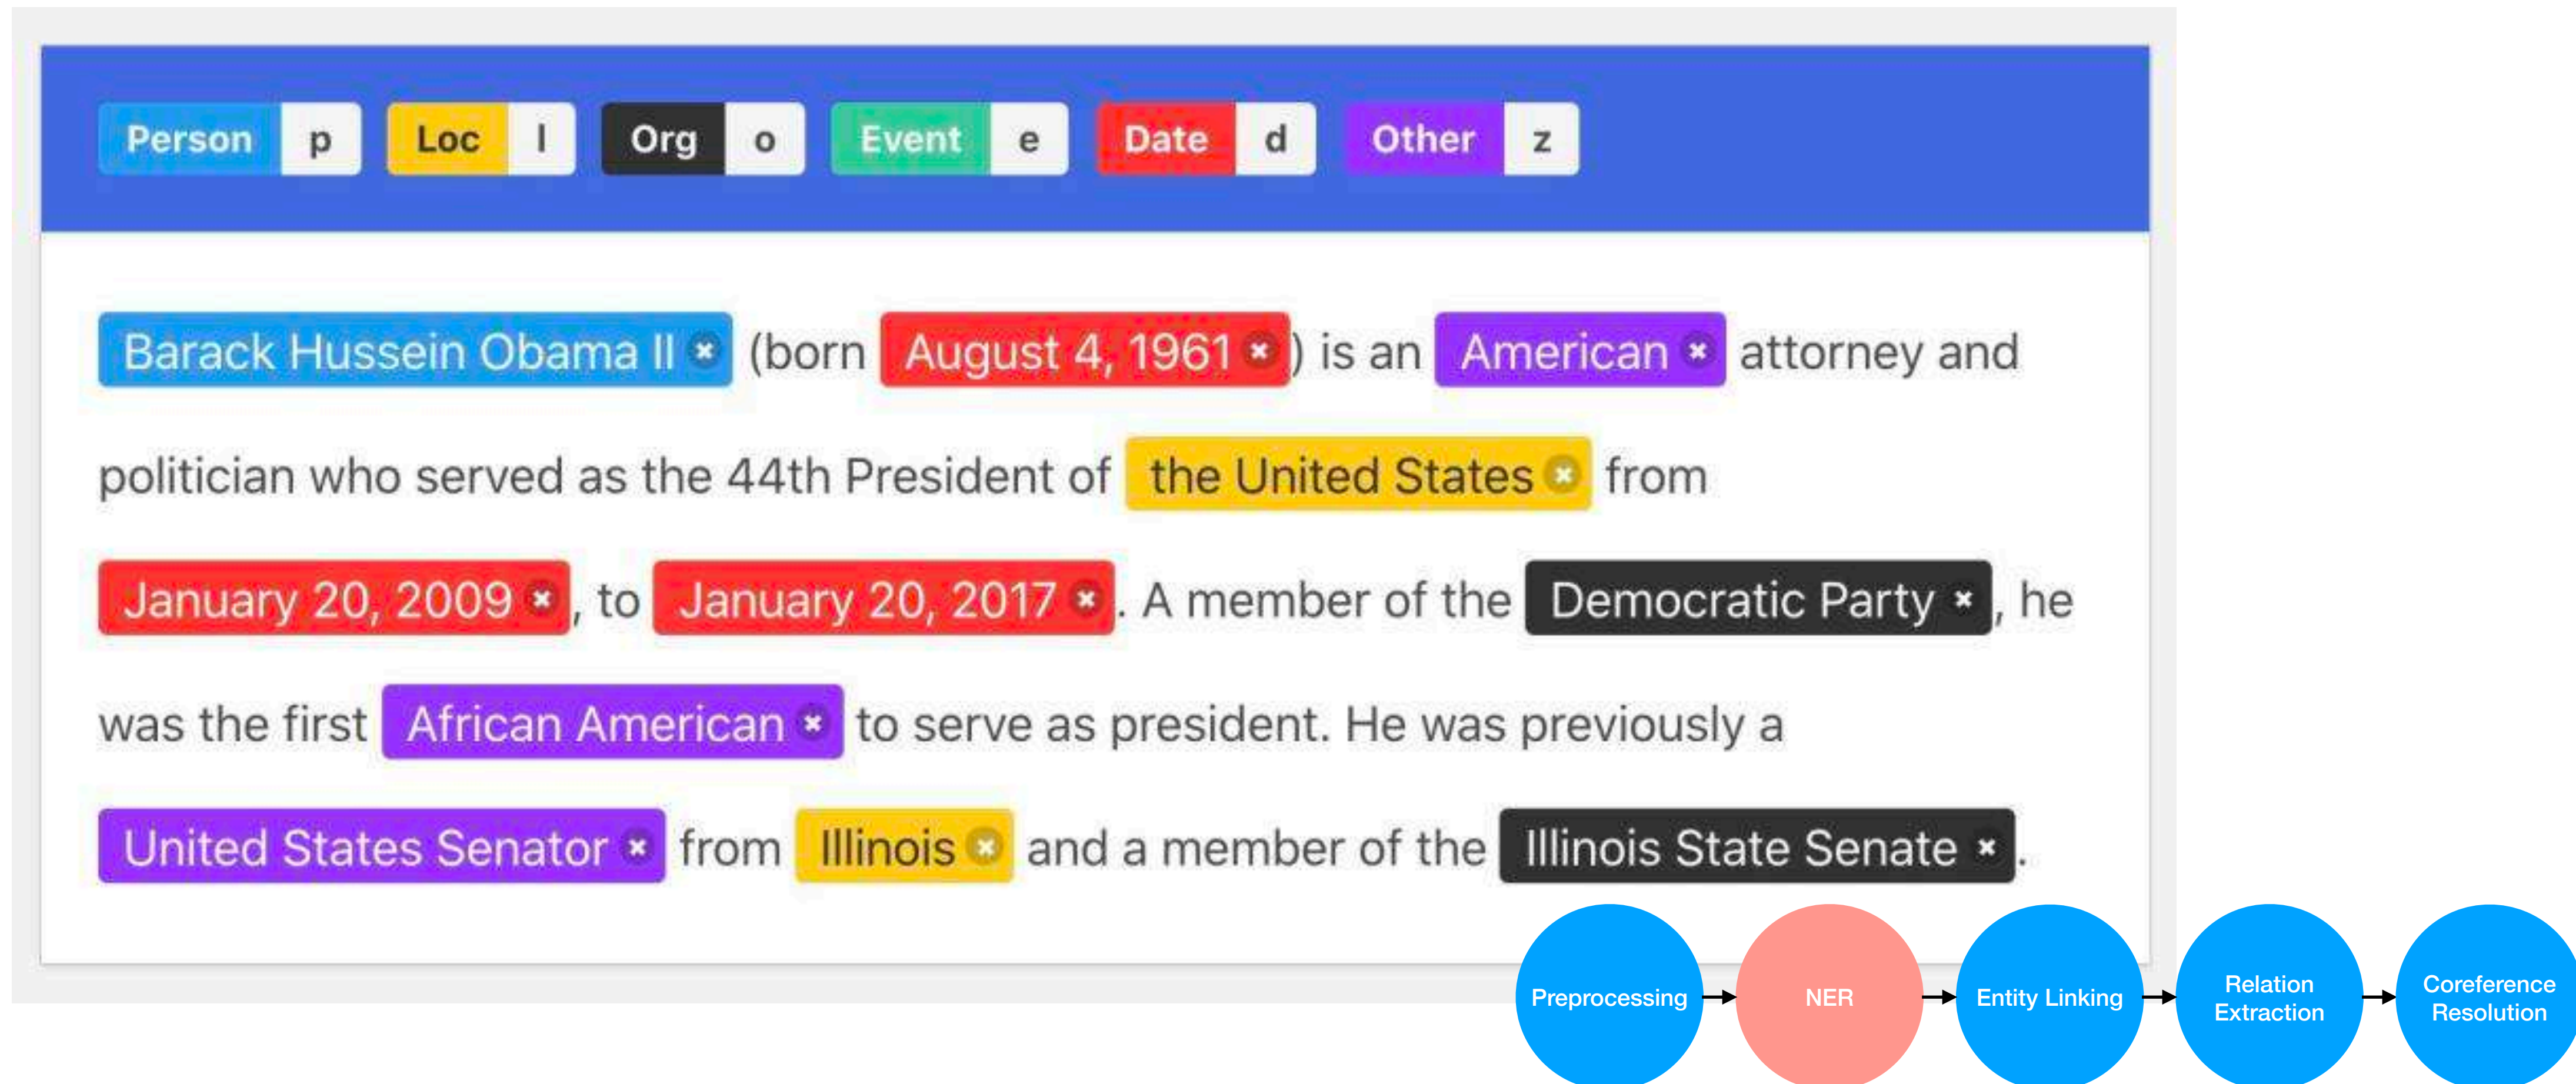 Person p Loc l Org o Event e Date d Other z
Barack Hussein Obama II (born August 4, 1961) is an American attorney and
politician who served as the 44th President of the United States from
January 20, 2009, to January 20, 2017. A member of the Democratic Party, he
was the first African American to serve as president. He was previously a
United States Senator from Illinois and a member of the Illinois State Senate.
Preprocessing
NER
Entity Linking
Relation
Extraction
Coreference
Resolution